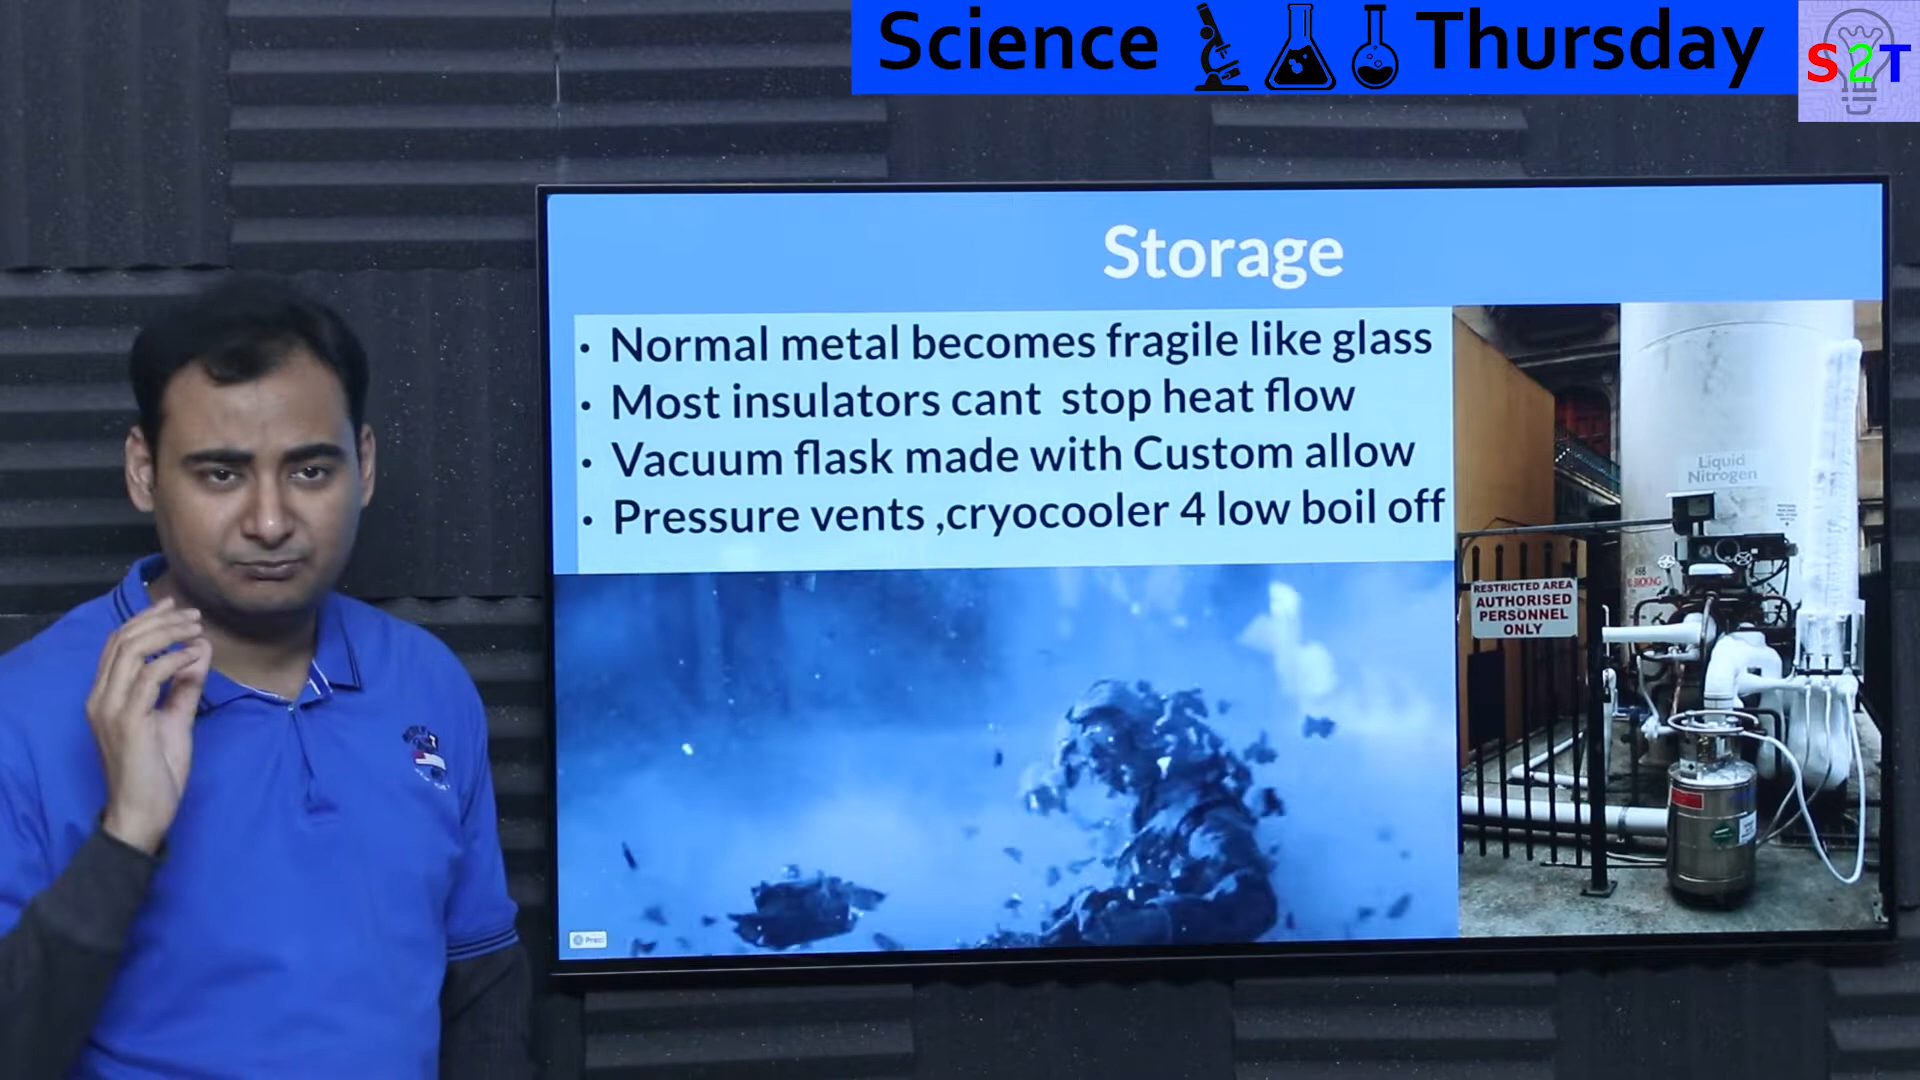 Science Thursday
S2T
Storage
• Normal metal becomes fragile like glass
• Most insulators cant stop heat flow
• Vacuum flask made with Custom allow
• Pressure vents ,cryocooler 4 low boil off
Liquid
Nitrogen
RESTRICTED AREA
AUTHORISED
PERSONNEL
ONLY
Prezi